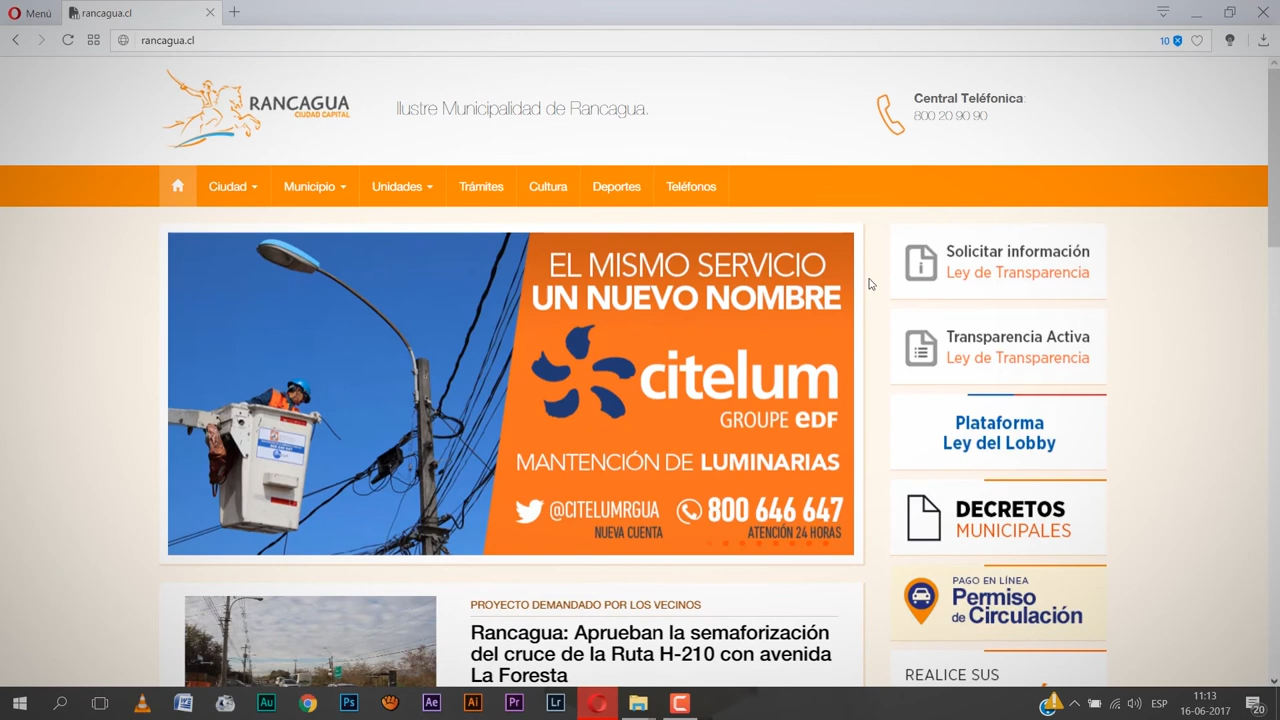 Menú
rancagua.cl
rancagua.cl
10
RANCAGUA
CIUDAD CAPITAL
Ilustre Municipalidad de Rancagua.
Central Teléfonica:
800 20 90 90
Ciudad
Municipio
Unidades
Trámites
Cultura
Deportes
Teléfonos
EL MISMO SERVICIO
UN NUEVO NOMBRE
citelum
GROUPE eDF
MANTENCIÓN DE LUMINARIAS
@CITELUMRGUA
NUEVA CUENTA
800 646 647
ATENCIÓN 24 HORAS
Solicitar información
Ley de Transparencia
Transparencia Activa
Ley de Transparencia
Plataforma
Ley del Lobby
DECRETOS
MUNICIPALES
PAGO EN LÍNEA
Permiso
de Circulación
REALICE SUS
PROYECTO DEMANDADO POR LOS VECINOS
Rancagua: Aprueban la semaforización
del cruce de la Ruta H-210 con avenida
La Foresta
Au
Ps
Ae
Ai
Pr
Lr
ESP
11:13
16-06-2017
20